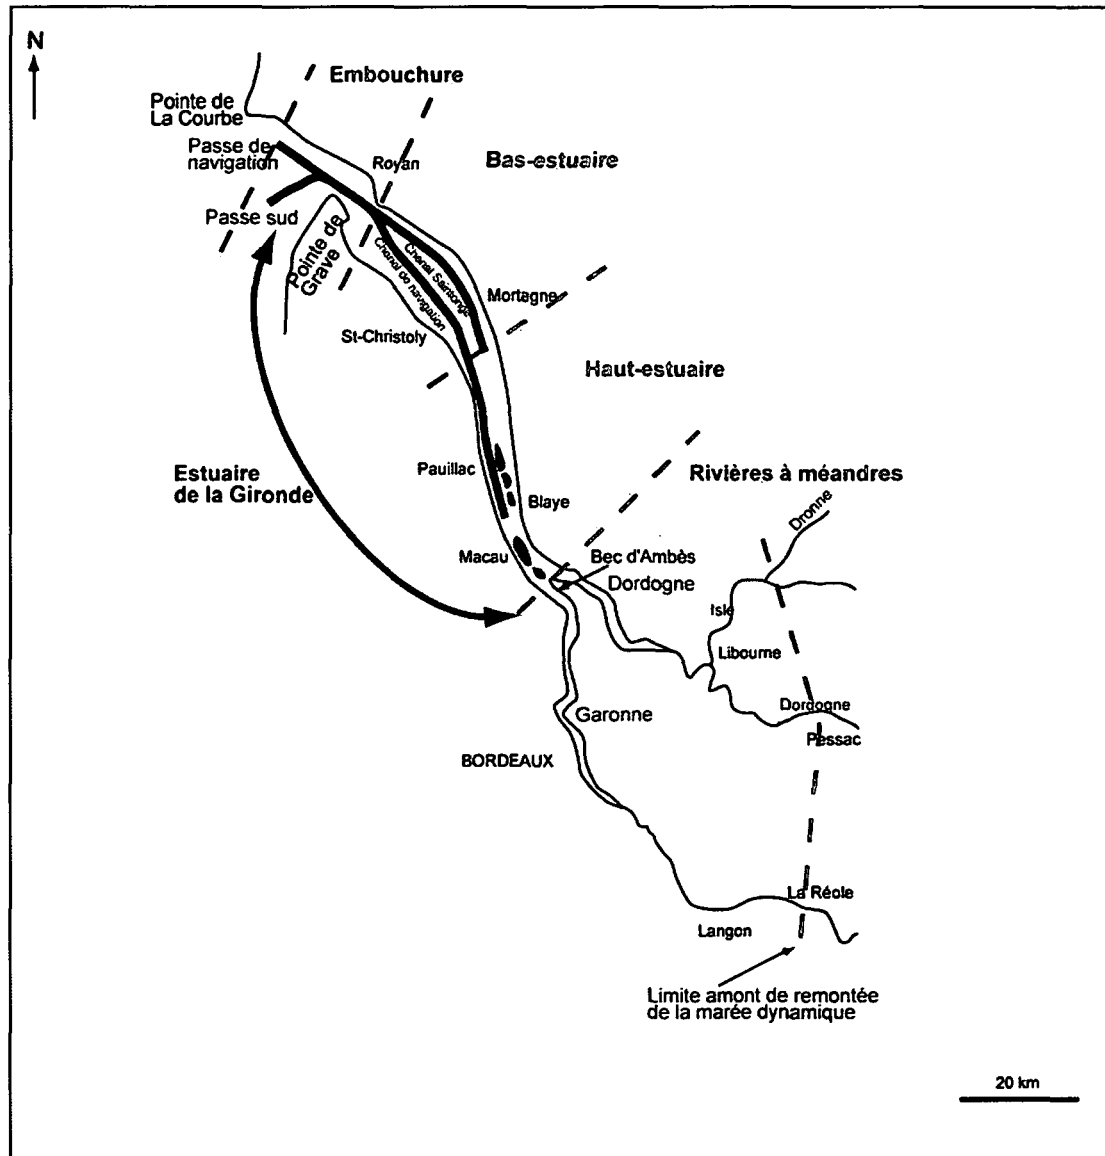 N
Embouchure
Pointe de
La Courbe
Passe de
navigation
Royan
Bas-estuaire
Passe sud
Pointe de
Grave
Chenal Saintonge
Chenal de navigation
Mortagne
St-Christoly
Haut-estuaire
Pauillac
Rivières à méandres
Estuaire
de la Gironde
Blaye
Dronne
Macau
Bec d'Ambès
Dordogne
Isle
Libourne
Dordogne
Pessac
Garonne
BORDEAUX
La Réole
Langon
Limite amont de remontée
de la marée dynamique
20 km